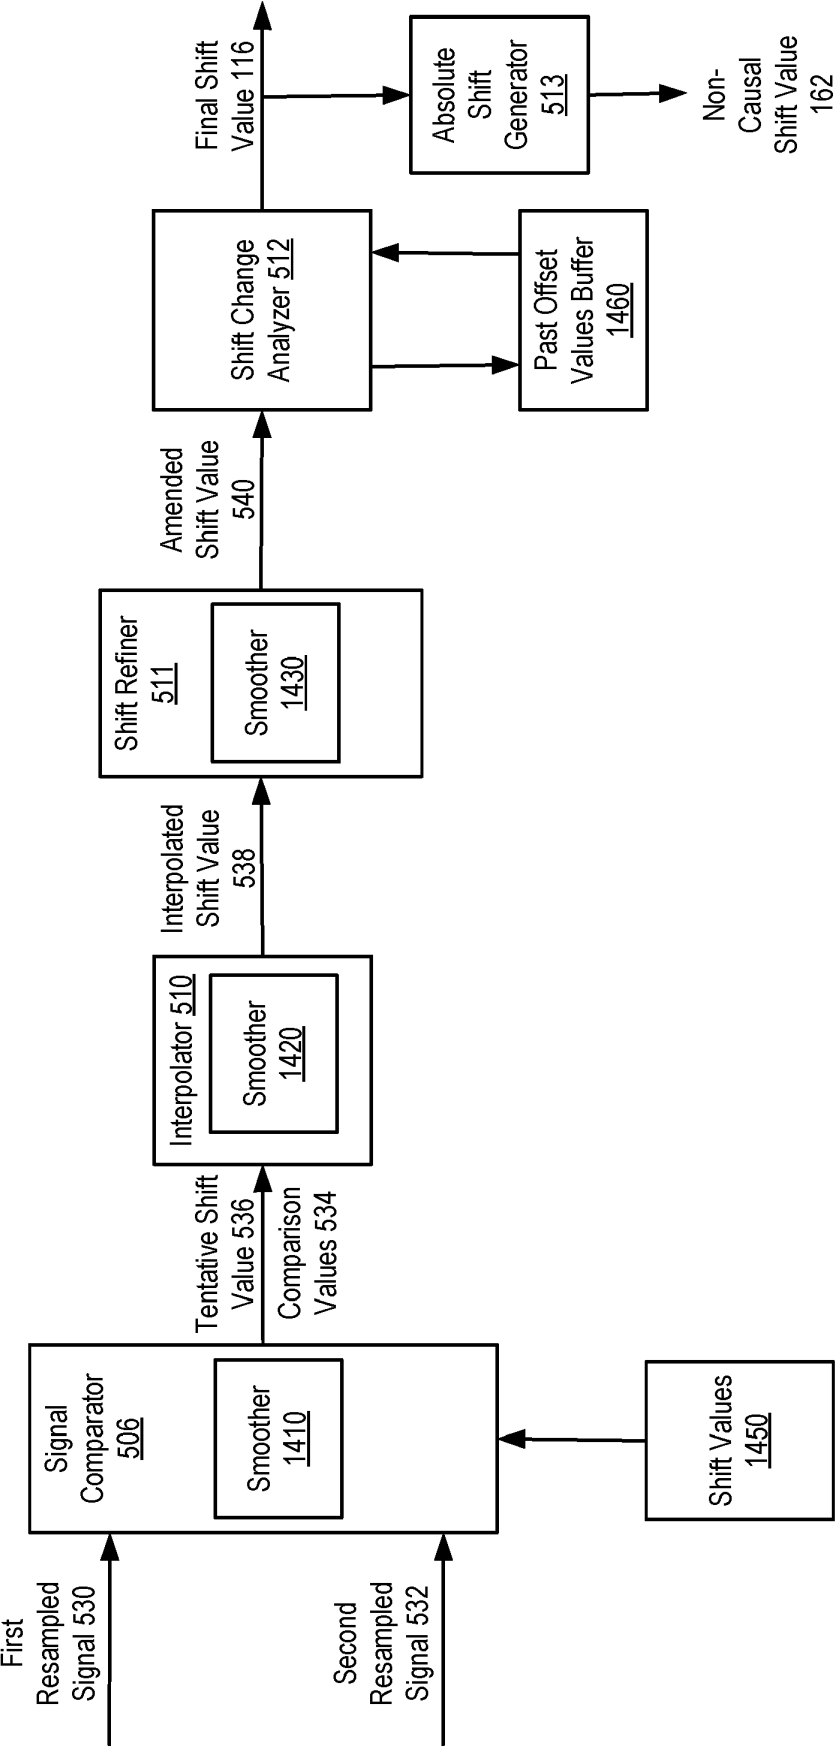 First
Resampled
Signal 530
Second
Resampled
Signal 532
Signal
Comparator
506
Smoother
1410
Shift Values
1450
Tentative Shift
Value 536
Comparison
Values 534
Interpolator 510
Smoother
1420
Interpolated
Shift Value
538
Shift Refiner
511
Smoother
1430
Amended
Shift Value
540
Shift Change
Analyzer 512
Past Offset
Values Buffer
1460
Final Shift
Value 116
Absolute
Shift
Generator
513
Non-
Causal
Shift Value
162